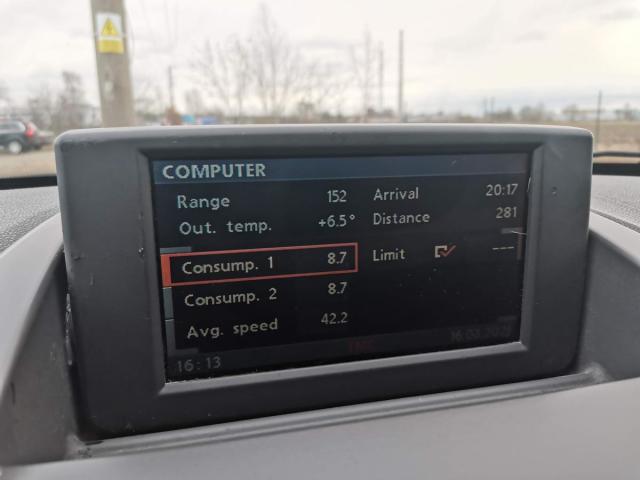 COMPUTER
Range 152 Arrival 20:17
Out. temp. +6.5° Distance 281
Consump. 1 8.7 Limit ---
Consump. 2 8.7
Avg. speed 42.2
16:13 TMC